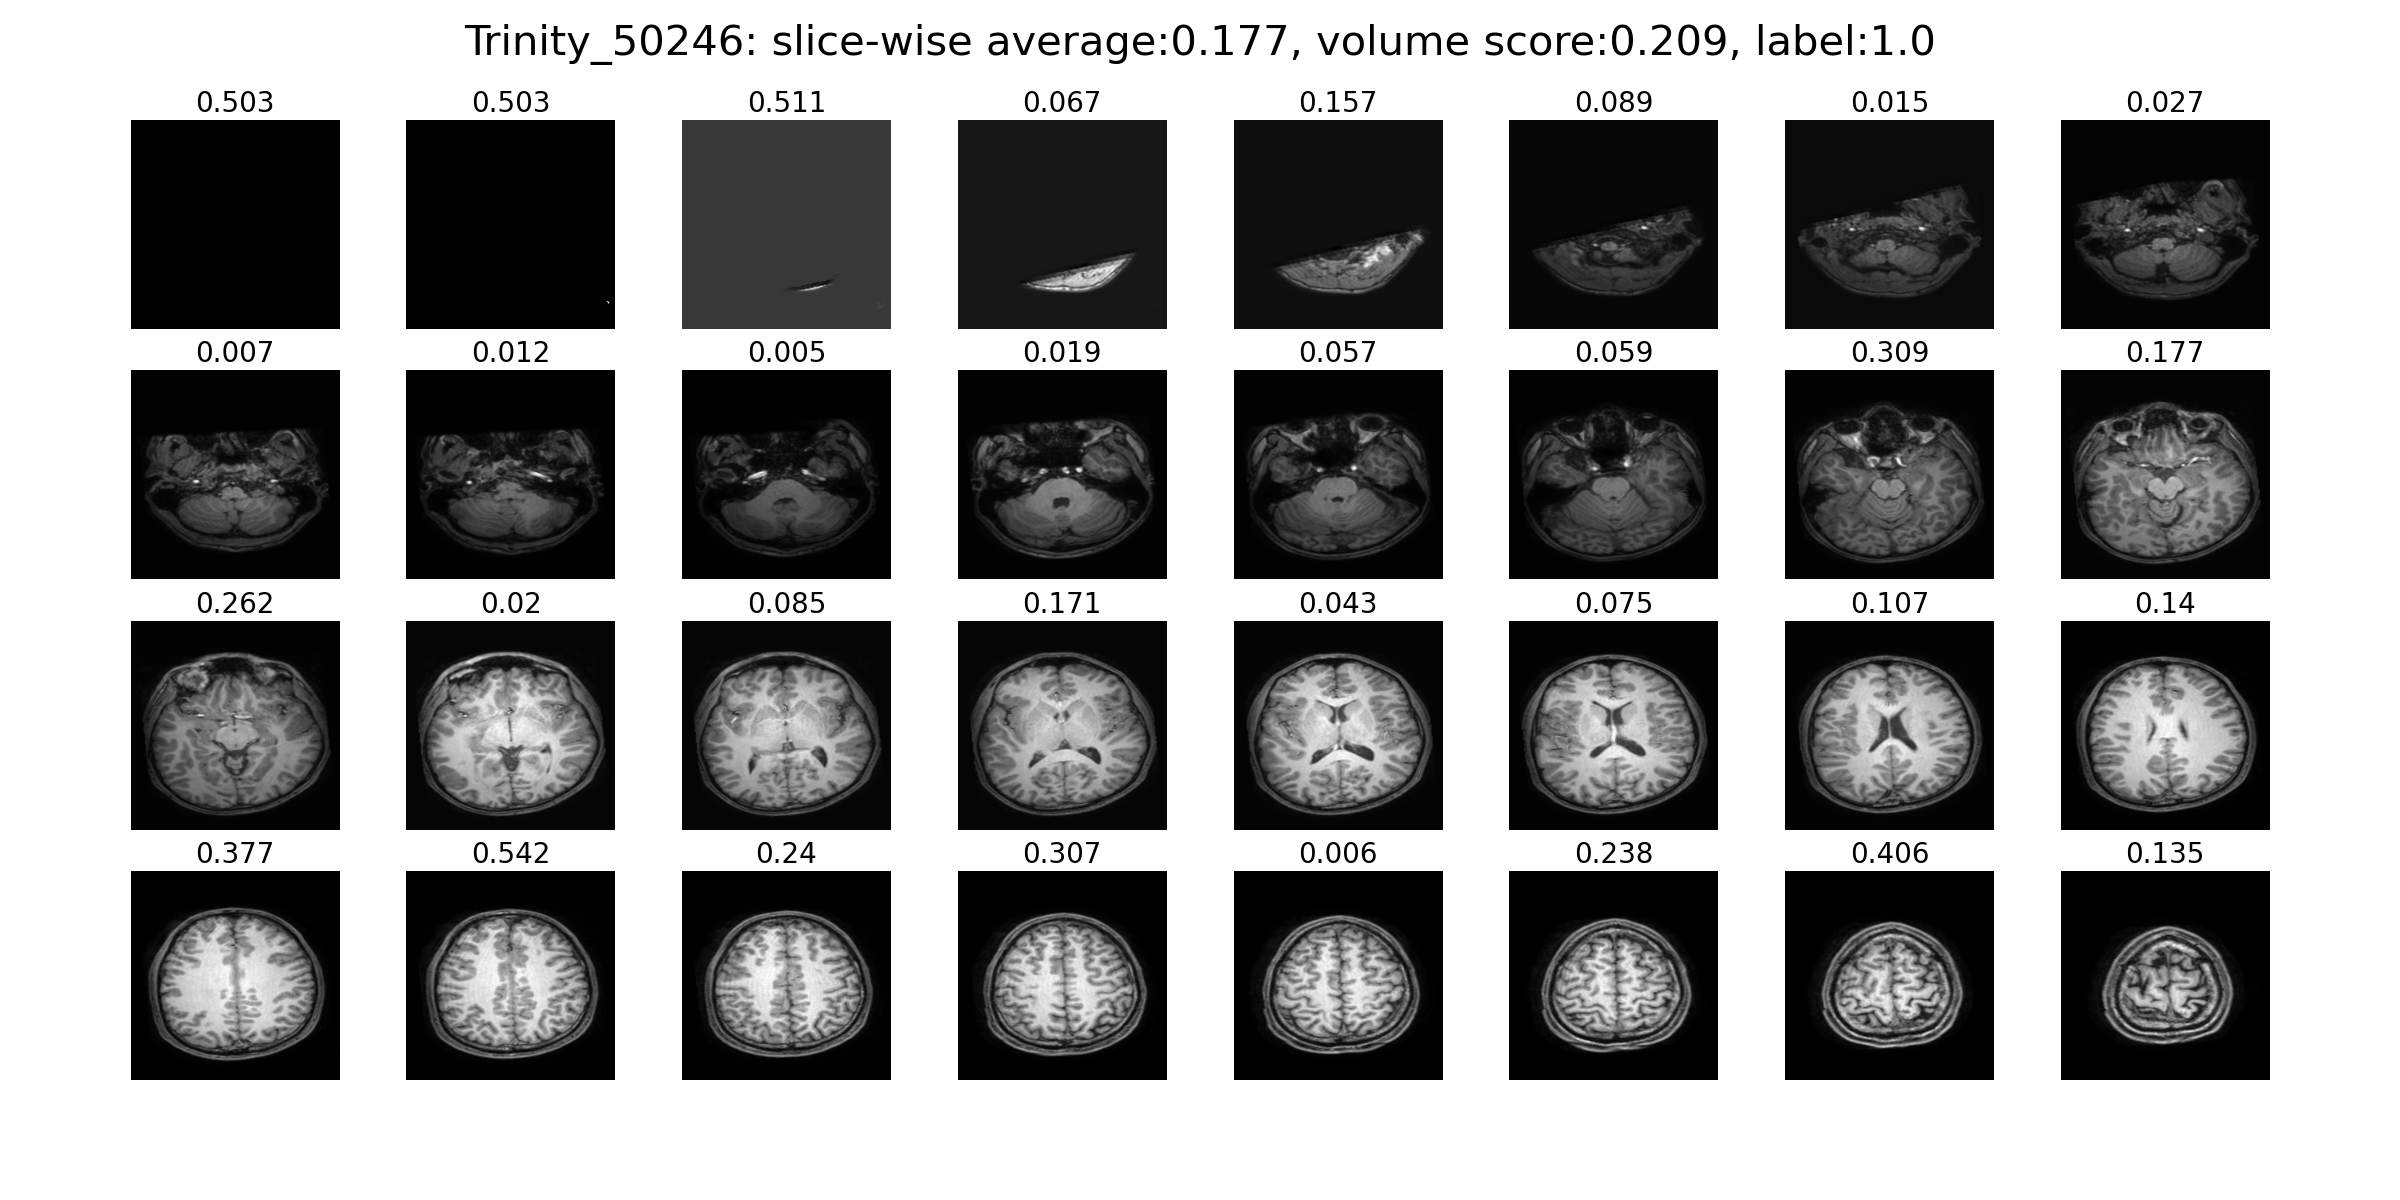 Trinity_50246: slice-wise average:0.177, volume score:0.209, label:1.0
0.503 0.503 0.511 0.067 0.157 0.089 0.015 0.027
0.007 0.012 0.005 0.019 0.057 0.059 0.309 0.177
0.262 0.02 0.085 0.171 0.043 0.075 0.107 0.14
0.377 0.542 0.24 0.307 0.006 0.238 0.406 0.135